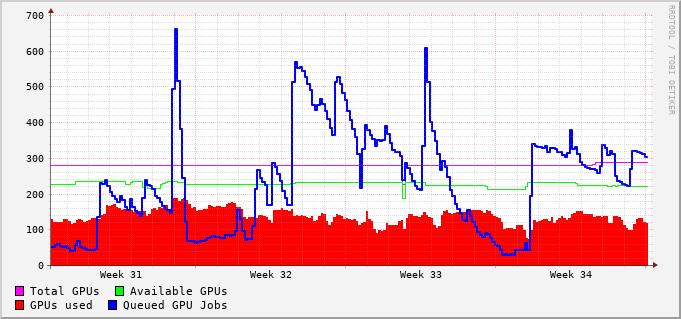 RRDTOOL / TOBI OETIKER
700
600
500
400
300
200
100
0
Week 31 Week 32 Week 33 Week 34
Total GPUs Available GPUs
GPUs used Queued GPU Jobs